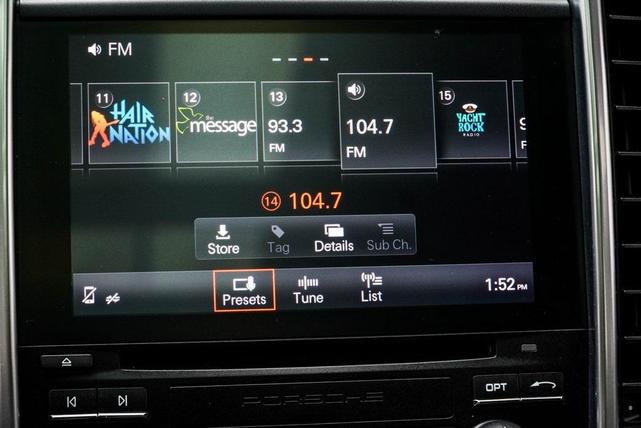 FM
11
HAIR
NATION
12
the
message
13
93.3
FM
104.7
FM
15
YACHT
ROCK
RADIO
14 104.7
Store Tag Details Sub Ch.
Presets Tune List 1:52 PM
PORSCHE
OPT